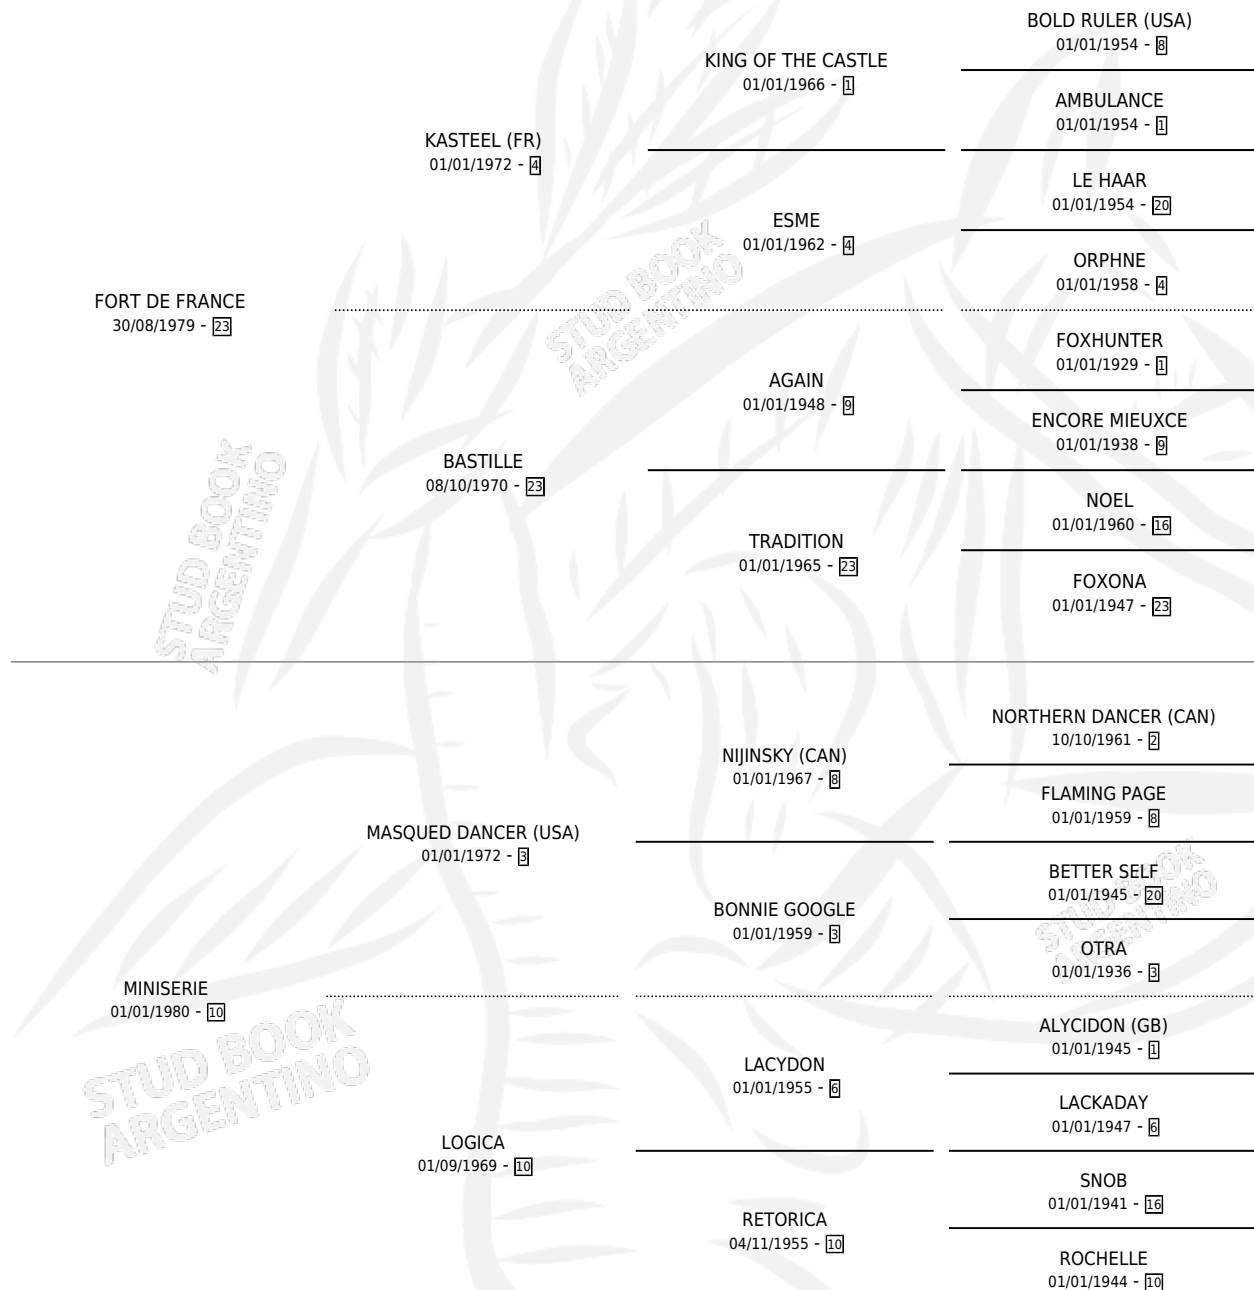 BOLD RULER (USA)
01/01/1954 - 8
KING OF THE CASTLE
01/01/1966 - 1
AMBULANCE
01/01/1954 - 1
KASTEEL (FR)
01/01/1972 - 4
LE HAAR
01/01/1954 - 20
ESME
01/01/1962 - 4
ORPHNE
01/01/1958 - 4
FORT DE FRANCE
30/08/1979 - 23
FOXHUNTER
01/01/1929 - 1
AGAIN
01/01/1948 - 9
ENCORE MIEUXCE
01/01/1938 - 9
BASTILLE
08/10/1970 - 23
NOEL
01/01/1960 - 16
TRADITION
01/01/1965 - 23
FOXONA
01/01/1947 - 23
NORTHERN DANCER (CAN)
10/10/1961 - 2
NIJINSKY (CAN)
01/01/1967 - 8
FLAMING PAGE
01/01/1959 - 8
MASQUED DANCER (USA)
01/01/1972 - 3
BETTER SELF
01/01/1945 - 20
BONNIE GOOGLE
01/01/1959 - 3
OTRA
01/01/1936 - 3
MINISERIE
01/01/1980 - 10
ALYCIDON (GB)
01/01/1945 - 1
LACYDON
01/01/1955 - 6
LACKADAY
01/01/1947 - 6
LOGICA
01/09/1969 - 10
SNOB
01/01/1941 - 16
RETORICA
04/11/1955 - 10
ROCHELLE
01/01/1944 - 10
STUD BOOK
ARGENTINO
STUD BOOK
ARGENTINO
STUD BOOK
ARGENTINO
STUD BOOK
ARGENTINO